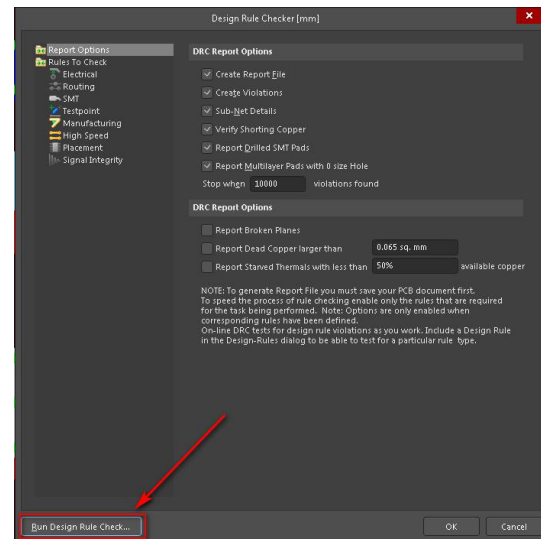 Design Rule Checker [mm]
Report Options
Rules To Check
Electrical
Routing
SMT
Testpoint
Manufacturing
High Speed
Placement
Signal Integrity
DRC Report Options
Create Report File
Create Violations
Sub-Net Details
Verify Shorting Copper
Report Drilled SMT Pads
Report Multilayer Pads with 0 size Hole
Stop when 10000 violations found
DRC Report Options
Report Broken Planes
Report Dead Copper larger than 0.065 sq. mm
Report Starved Thermals with less than 50% available copper
NOTE: To generate Report File you must save your PCB document first.
To speed the process of rule checking enable only the rules that are required
for the task being performed. Note: Options are only enabled when
corresponding rules have been defined.
On-line DRC tests for design rule violations as you work. Include a Design Rule
in the Design-Rules dialog to be able to test for a particular rule type.
Run Design Rule Check...
OK Cancel